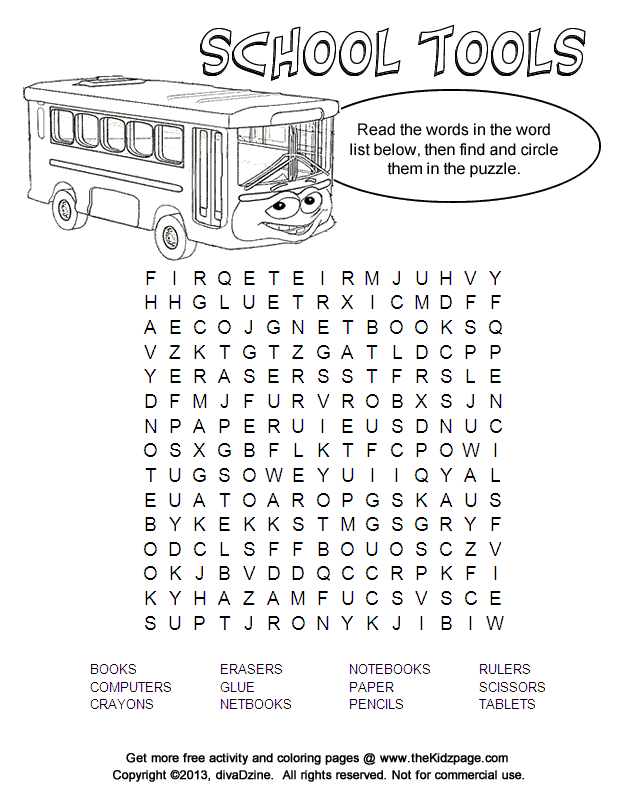 SCHOOL TOOLS
Read the words in the word
list below, then find and circle
them in the puzzle.
F I R Q E T E I R M J U H V Y
H H G L U E T R X I C M D F F
A E C O J G N E T B O O K S Q
V Z K T G T Z G A T L D C P P
Y E R A S E R S S T F R S L E
D F M J F U R V R O B X S J N
N P A P E R U I E U S D N U C
O S X G B F L K T F C P O W I
T U G S O W E Y U I I Q Y A L
E U A T O A R O P G S K A U S
B Y K E K K S T M G S G R Y F
O D C L S F F B O U O S C Z V
O K J B V D D Q C C R P K F I
K Y H A Z A M F U C S V S C E
S U P T J R O N Y K J I B I W
BOOKS ERASERS NOTEBOOKS RULERS
COMPUTERS GLUE PAPER SCISSORS
CRAYONS NETBOOKS PENCILS TABLETS
Get more free activity and coloring pages @ www.theKidzpage.com
Copyright ©2013, divaDzine. All rights reserved. Not for commercial use.